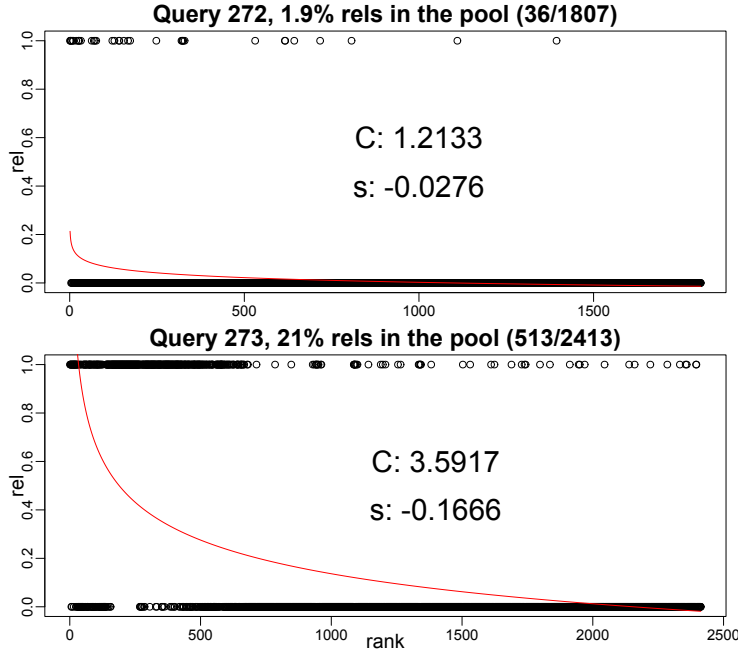 Query 272, 1.9% rels in the pool (36/1807)
1.0
0.8
0.6
0.4
0.2
0.0
rel
C: 1.2133
s: -0.0276
0
500
1000
1500
Query 273, 21% rels in the pool (513/2413)
1.0
0.8
0.6
0.4
0.2
0.0
rel
C: 3.5917
s: -0.1666
0
500
1000
1500
2000
2500
rank